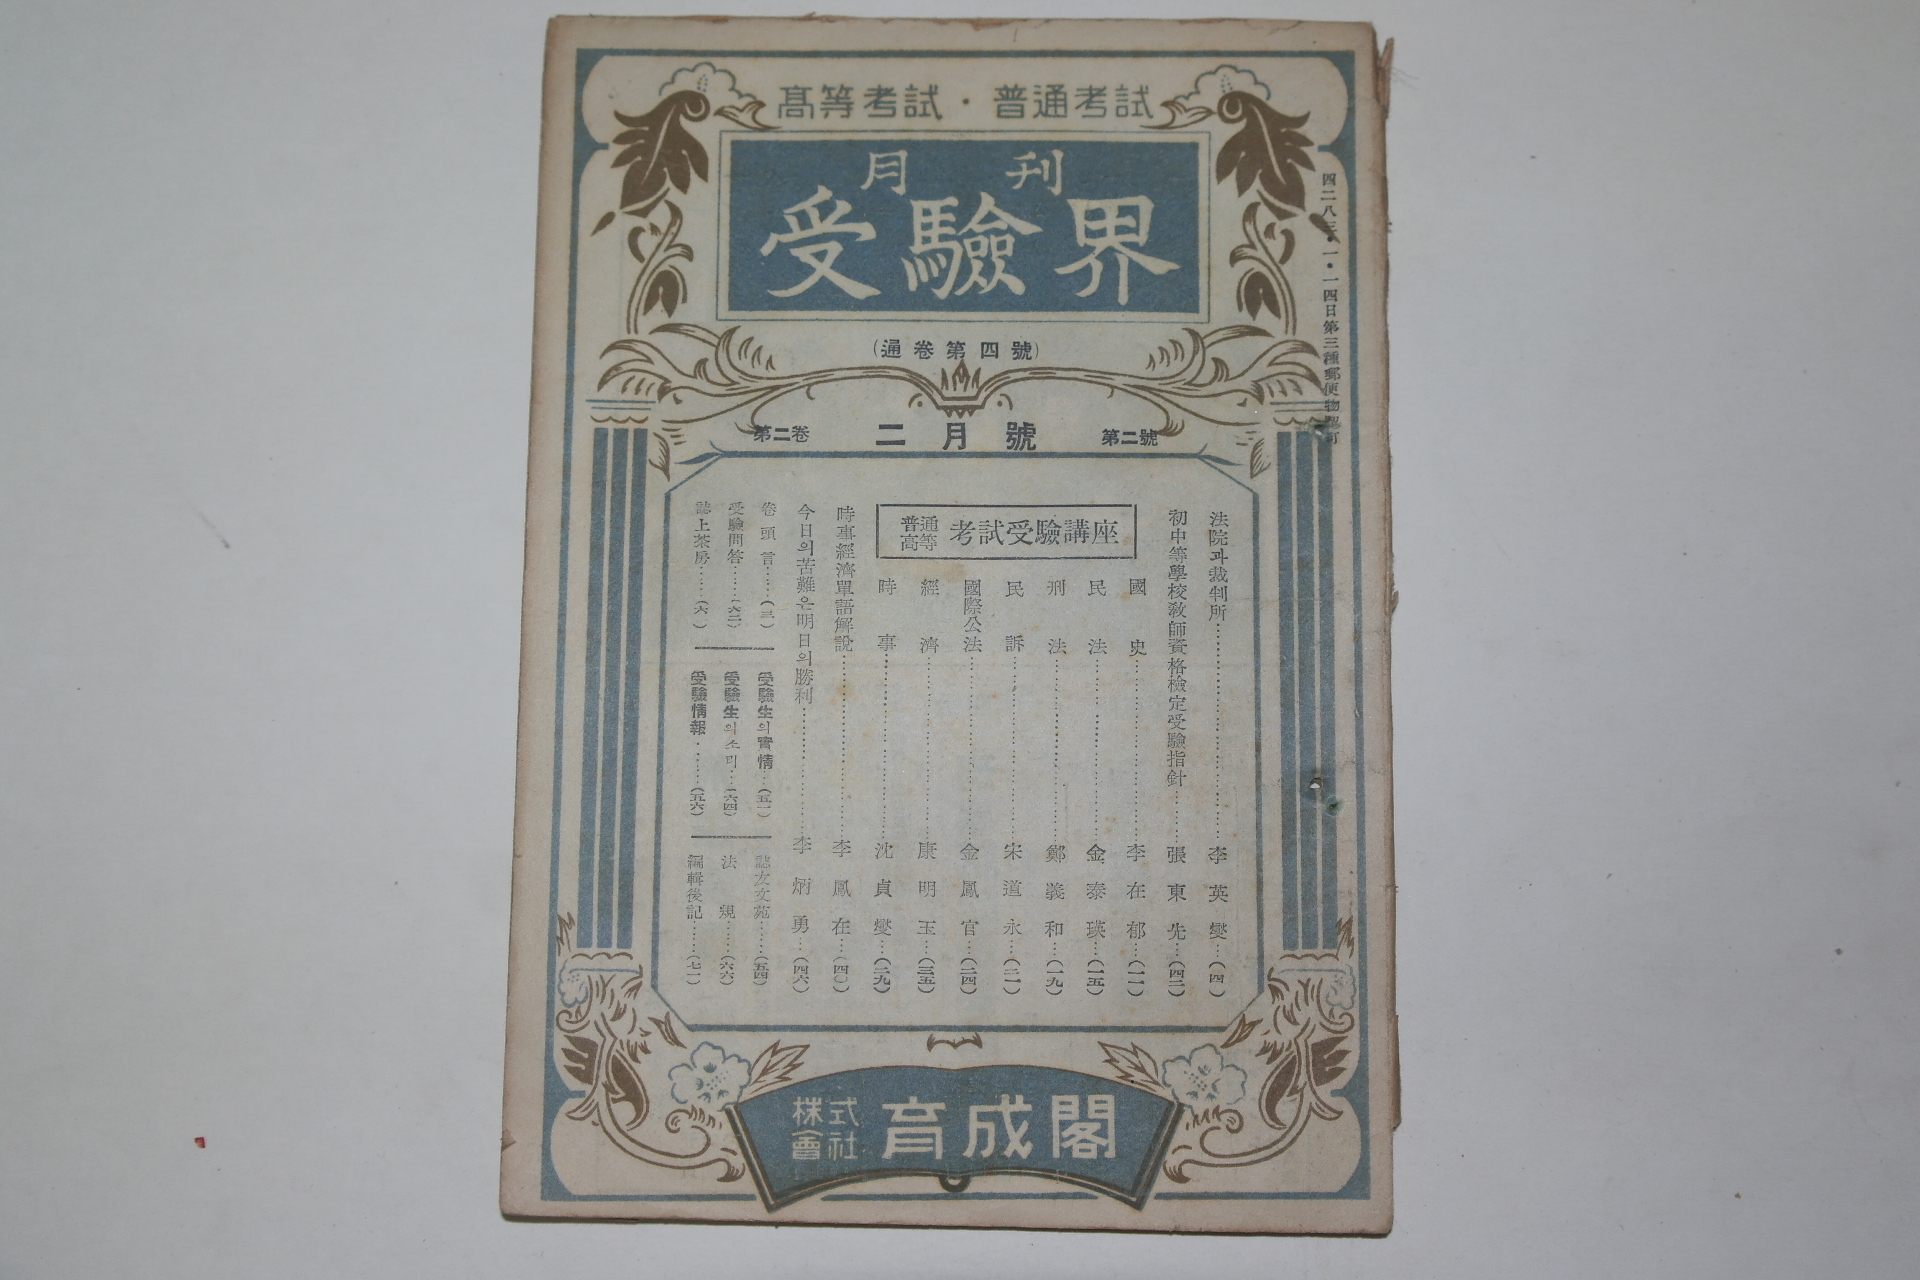 高等考試・普通考試
月刊
受驗界
(通卷第四號)
第二卷 二月號 第二號
四二八三・一・一四日第三種郵便物認可
法院과裁判所……李英燮…(四)
初中等學校敎師資格檢定受驗指針……張東先…(四二)
普通高等 考試受驗講座
國史……李在郁…(一一)
民法……金泰瑛…(一五)
刑法……鄭義和…(一九)
民訴……宋道永…(二一)
國際公法……金鳳官…(二四)
經濟……康明玉…(三五)
時事……沈貞燮…(二九)
時事經濟單語解說……李鳳在…(四〇)
今日의苦難은明日의勝利……李炳勇…(四六)
卷頭言……(三)
受驗問答……(六二)
誌上茶房……(六)
受驗生의實情…(五一)
受驗生의소리…(六四)
受驗情報……(五六)
誌友文苑……(五四)
法規……(六六)
編輯後記……(七一)
株式會社 育成閣